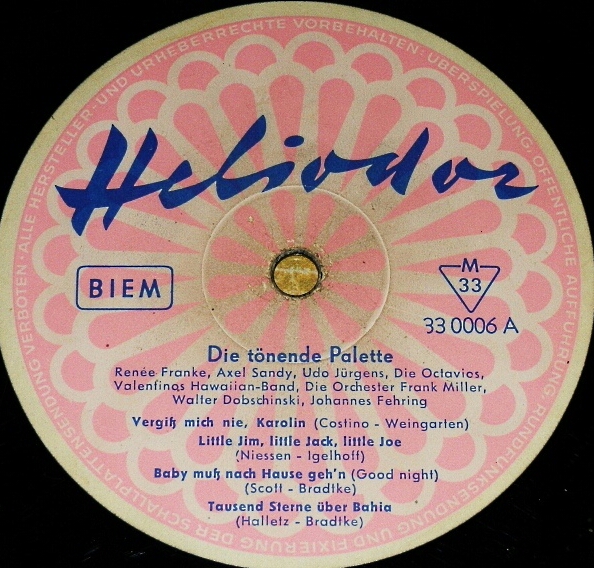 ALLE HERSTELLER- UND URHEBERRECHTE VORBEHALTEN · ÜBERSPIELUNG, ÖFFENTLICHE AUFFÜHRUNG, RUNDFUNKSENDUNG UND FIXIERUNG DER SCHALLPLATTENSENDUNG VERBOTEN ·
Heliodor
BIEM
M
33
33 0006 A
Die tönende Palette
Renée Franke, Axel Sandy, Udo Jürgens, Die Octavios,
Valentinos Hawaiian-Band, Die Orchester Frank Miller,
Walter Dobschinski, Johannes Fehring
Vergiß mich nie, Karolin (Costino - Weingarten)
Little Jim, little Jack, little Joe
(Niessen - Igelhoff)
Baby muß nach Hause geh'n (Good night)
(Scott - Bradtke)
Tausend Sterne über Bahia
(Halletz - Bradtke)